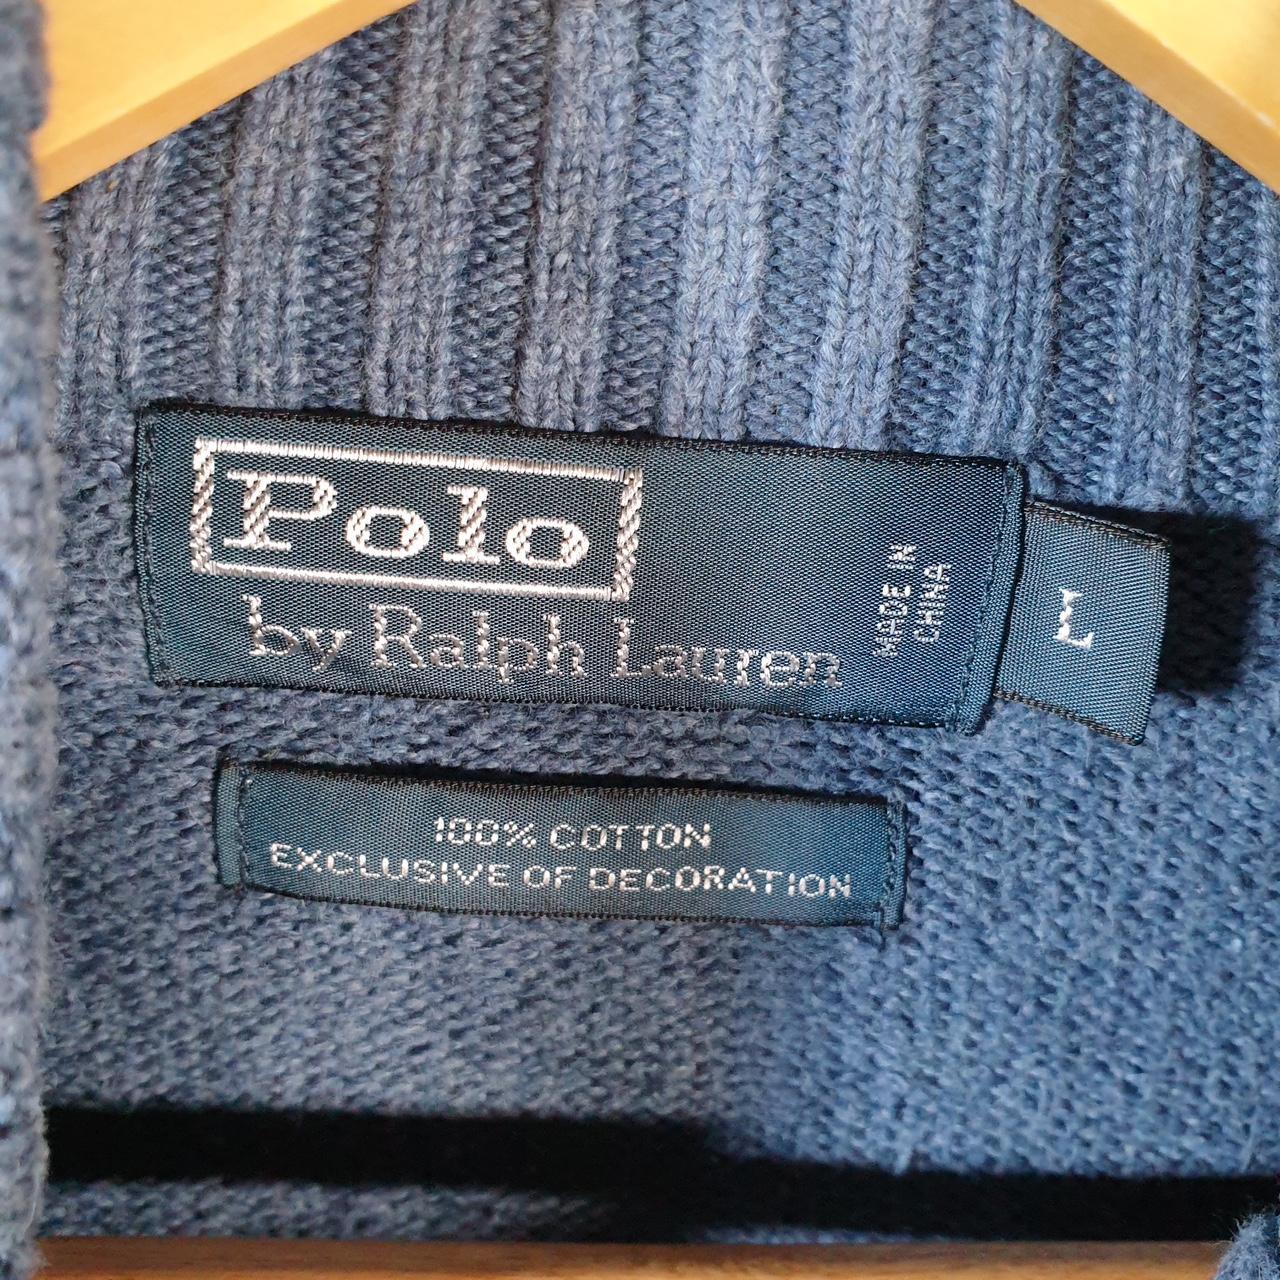 Polo
by Ralph Lauren
MADE IN
CHINA
L
100% COTTON
EXCLUSIVE OF DECORATION